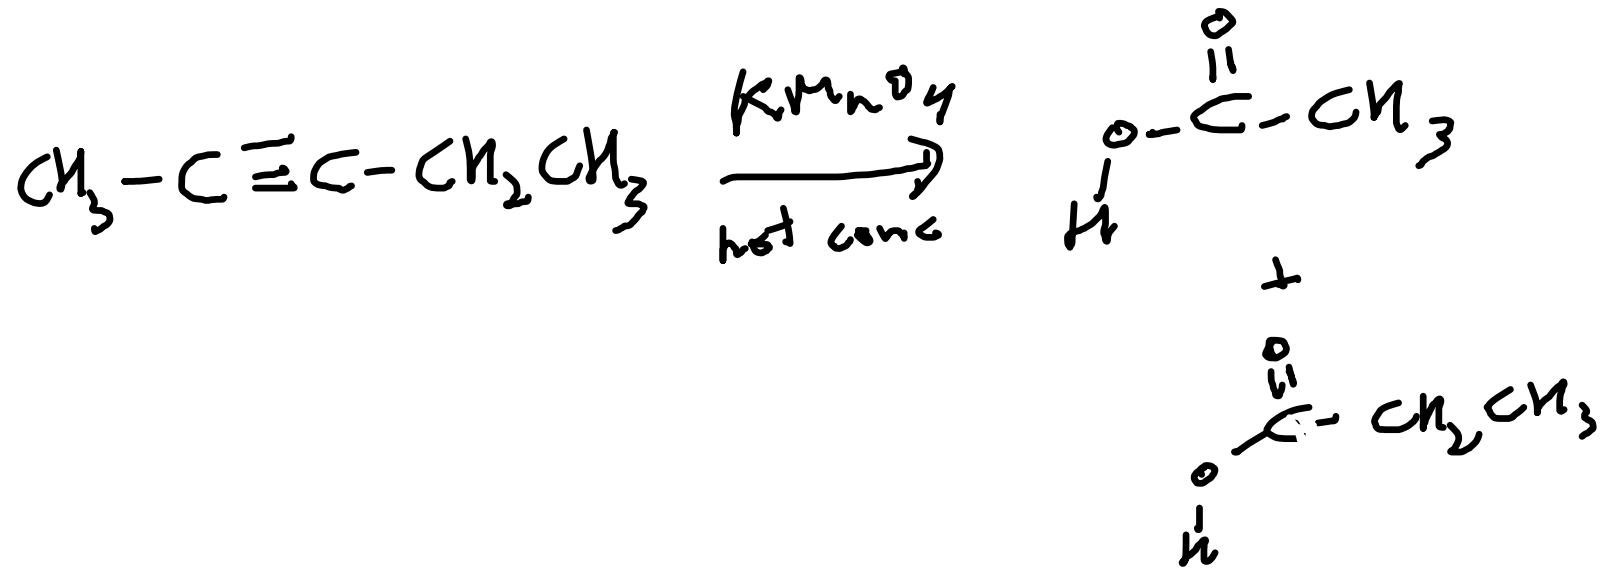 CH3-C≡C-CH2CH3
KMnO4
hot conc
O
||
O-C-CH3
|
H
+
O
||
C-CH2CH3
O
|
H